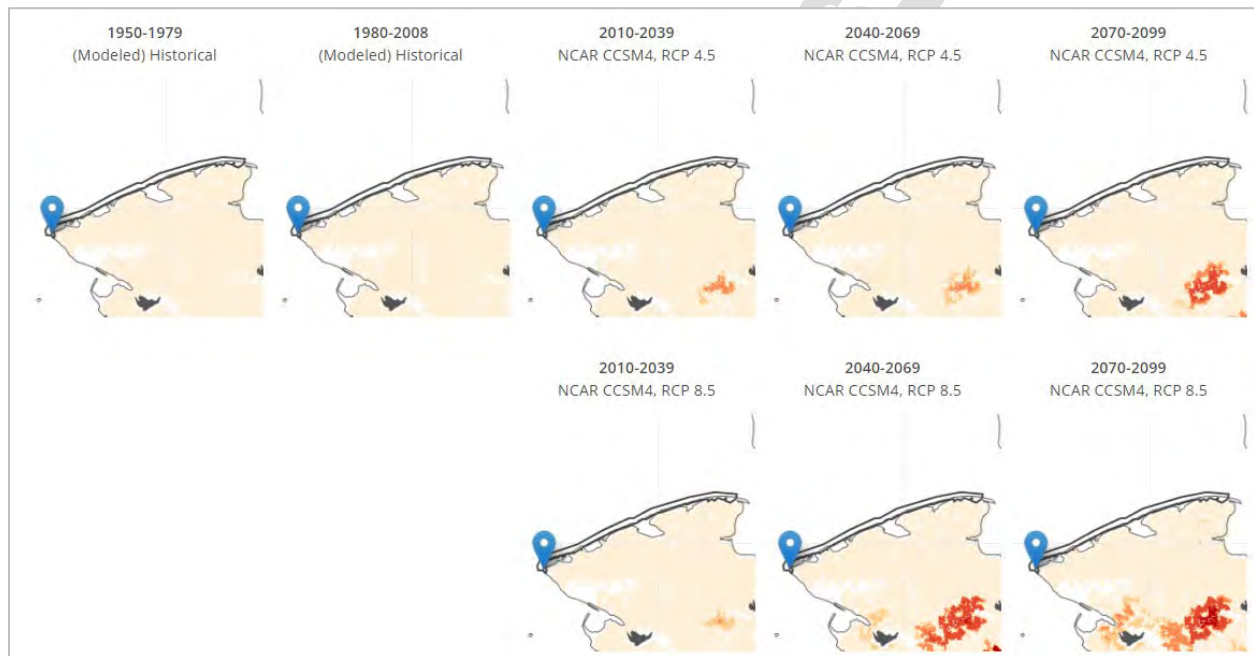 1950-1979
(Modeled) Historical
1980-2008
(Modeled) Historical
2010-2039
NCAR CCSM4, RCP 4.5
2040-2069
NCAR CCSM4, RCP 4.5
2070-2099
NCAR CCSM4, RCP 4.5
2010-2039
NCAR CCSM4, RCP 8.5
2040-2069
NCAR CCSM4, RCP 8.5
2070-2099
NCAR CCSM4, RCP 8.5